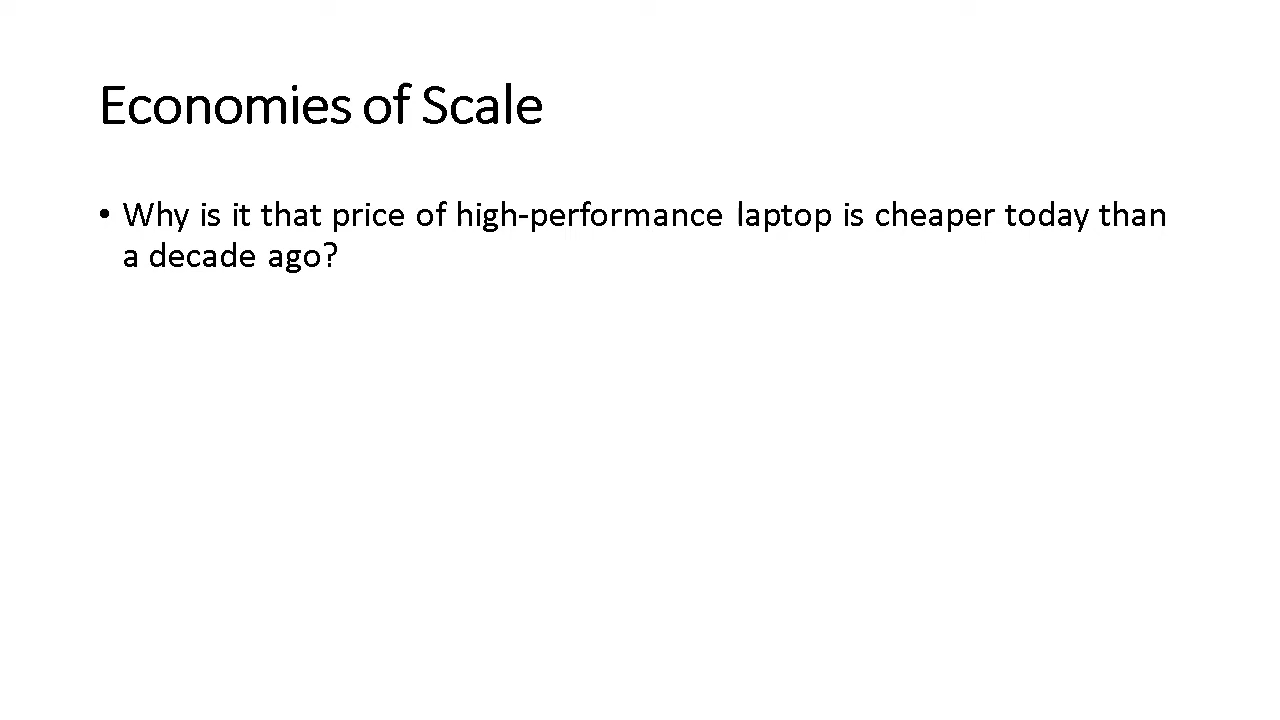 Economies of Scale
• Why is it that price of high-performance laptop is cheaper today than
a decade ago?